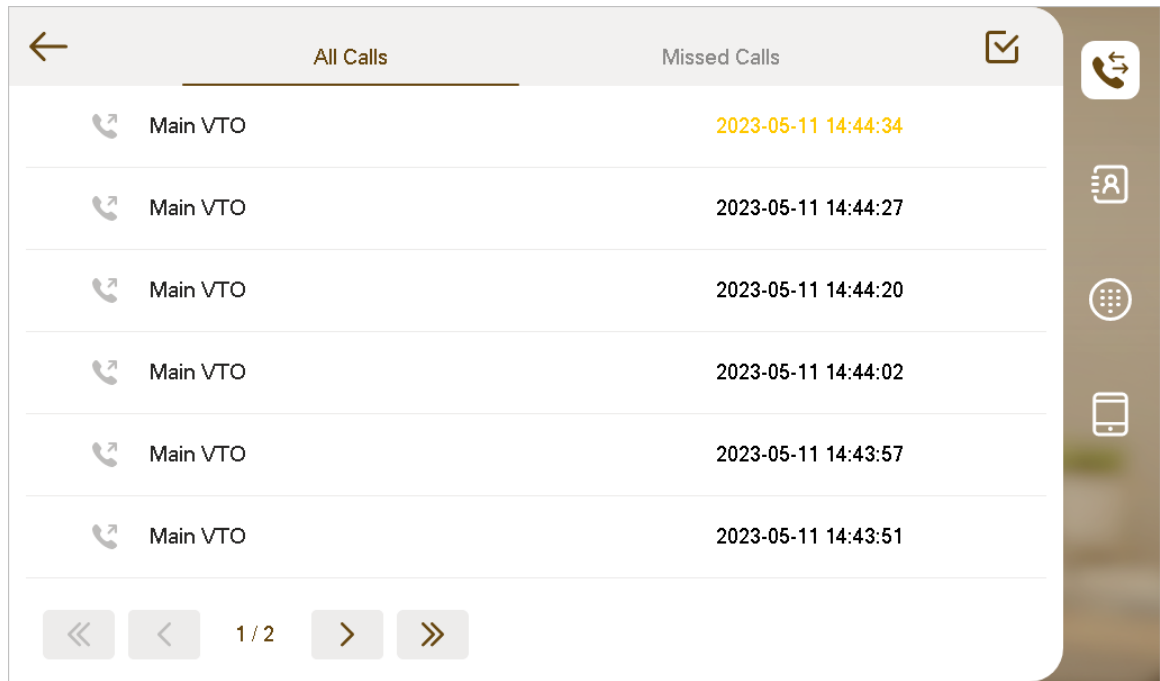 All Calls Missed Calls
Main VTO 2023-05-11 14:44:34
Main VTO 2023-05-11 14:44:27
Main VTO 2023-05-11 14:44:20
Main VTO 2023-05-11 14:44:02
Main VTO 2023-05-11 14:43:57
Main VTO 2023-05-11 14:43:51
1 / 2